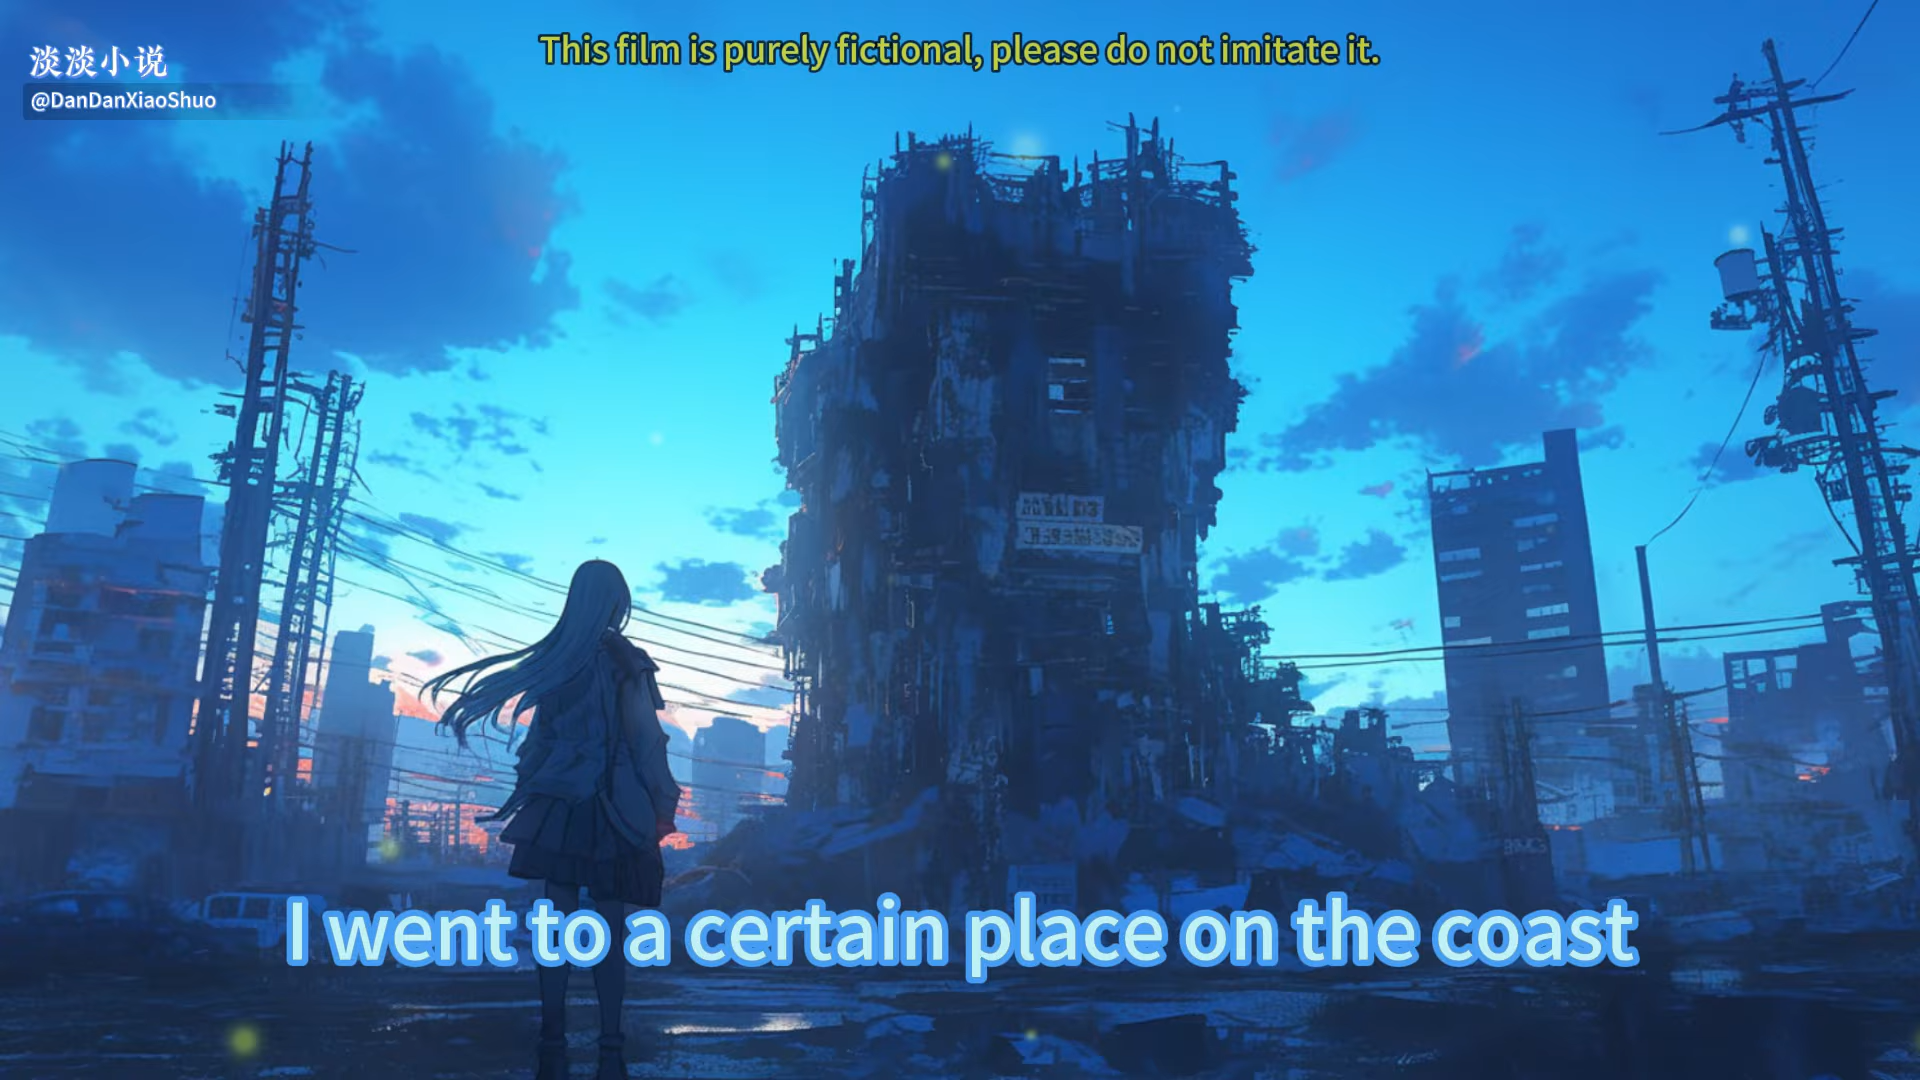 This film is purely fictional, please do not imitate it.
淡淡小说
@DanDanXiaoShuo
I went to a certain place on the coast